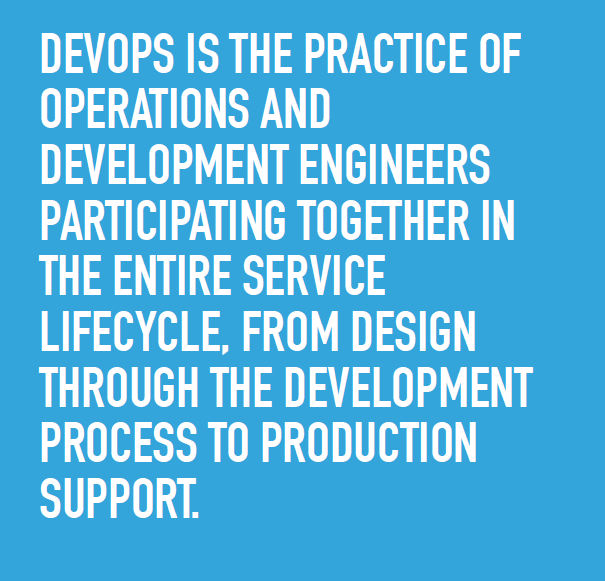 DEVOPS IS THE PRACTICE OF
OPERATIONS AND
DEVELOPMENT ENGINEERS
PARTICIPATING TOGETHER IN
THE ENTIRE SERVICE
LIFECYCLE, FROM DESIGN
THROUGH THE DEVELOPMENT
PROCESS TO PRODUCTION
SUPPORT.